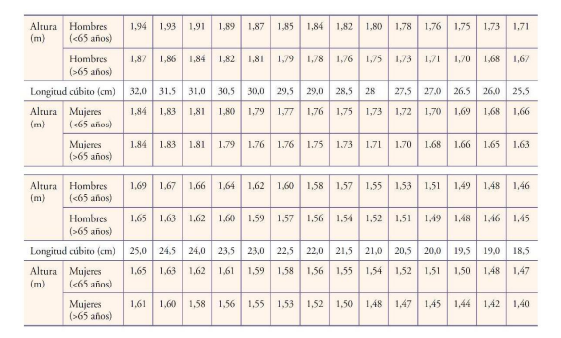 Altura Hombres 1,94 1,93 1,91 1,89 1,87 1,85 1,84 1,82 1,80 1,78 1,76 1,75 1,73 1,71
(m) (<65 años)
Hombres 1,87 1,86 1,84 1,82 1,81 1,79 1,78 1,76 1,75 1,73 1,71 1,70 1,68 1,67
(>65 años)
Longitud cúbito (cm) 32,0 31,5 31,0 30,5 30,0 29,5 29,0 28,5 28 27,5 27,0 26.5 26,0 25,5
Altura Mujeres 1.84 1,83 1,81 1,80 1,79 1,77 1,76 1,75 1,74 1,72 1,70 1,69 1,68 1,66
(m) (<65 años)
Mujeres 1.84 1.83 1.81 1.79 1.76 1.76 1.75 1.73 1.71 1.70 1.68 1.66 1.65 1.63
(>65 años)
Altura Hombres 1,69 1,67 1,66 1,64 1,62 1,60 1,58 1,57 1,55 1,53 1,51 1,49 1,48 1,46
(m) (<65 años)
Hombres 1,65 1,63 1,62 1,60 1,59 1,57 1,56 1,54 1,52 1,51 1,49 1,48 1,46 1,45
(>65 años)
Longitud cúbito (cm) 25,0 24,5 24,0 23,5 23,0 22,5 22,0 21,5 21,0 20,5 20,0 19,5 19,0 18,5
Altura Mujeres 1,65 1,63 1,62 1,61 1,59 1,58 1,56 1,55 1,54 1,52 1,51 1,50 1,48 1,47
(m) (<65 años)
Mujeres 1,61 1,60 1,58 1,56 1,55 1,53 1,52 1,50 1,48 1,47 1,45 1,44 1,42 1,40
(>65 años)